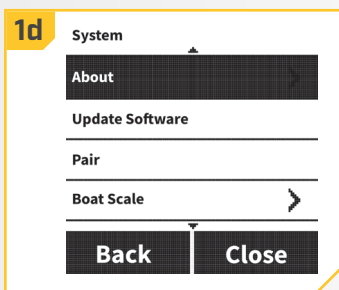 1d
System
About
Update Software
Pair
Boat Scale
Back Close